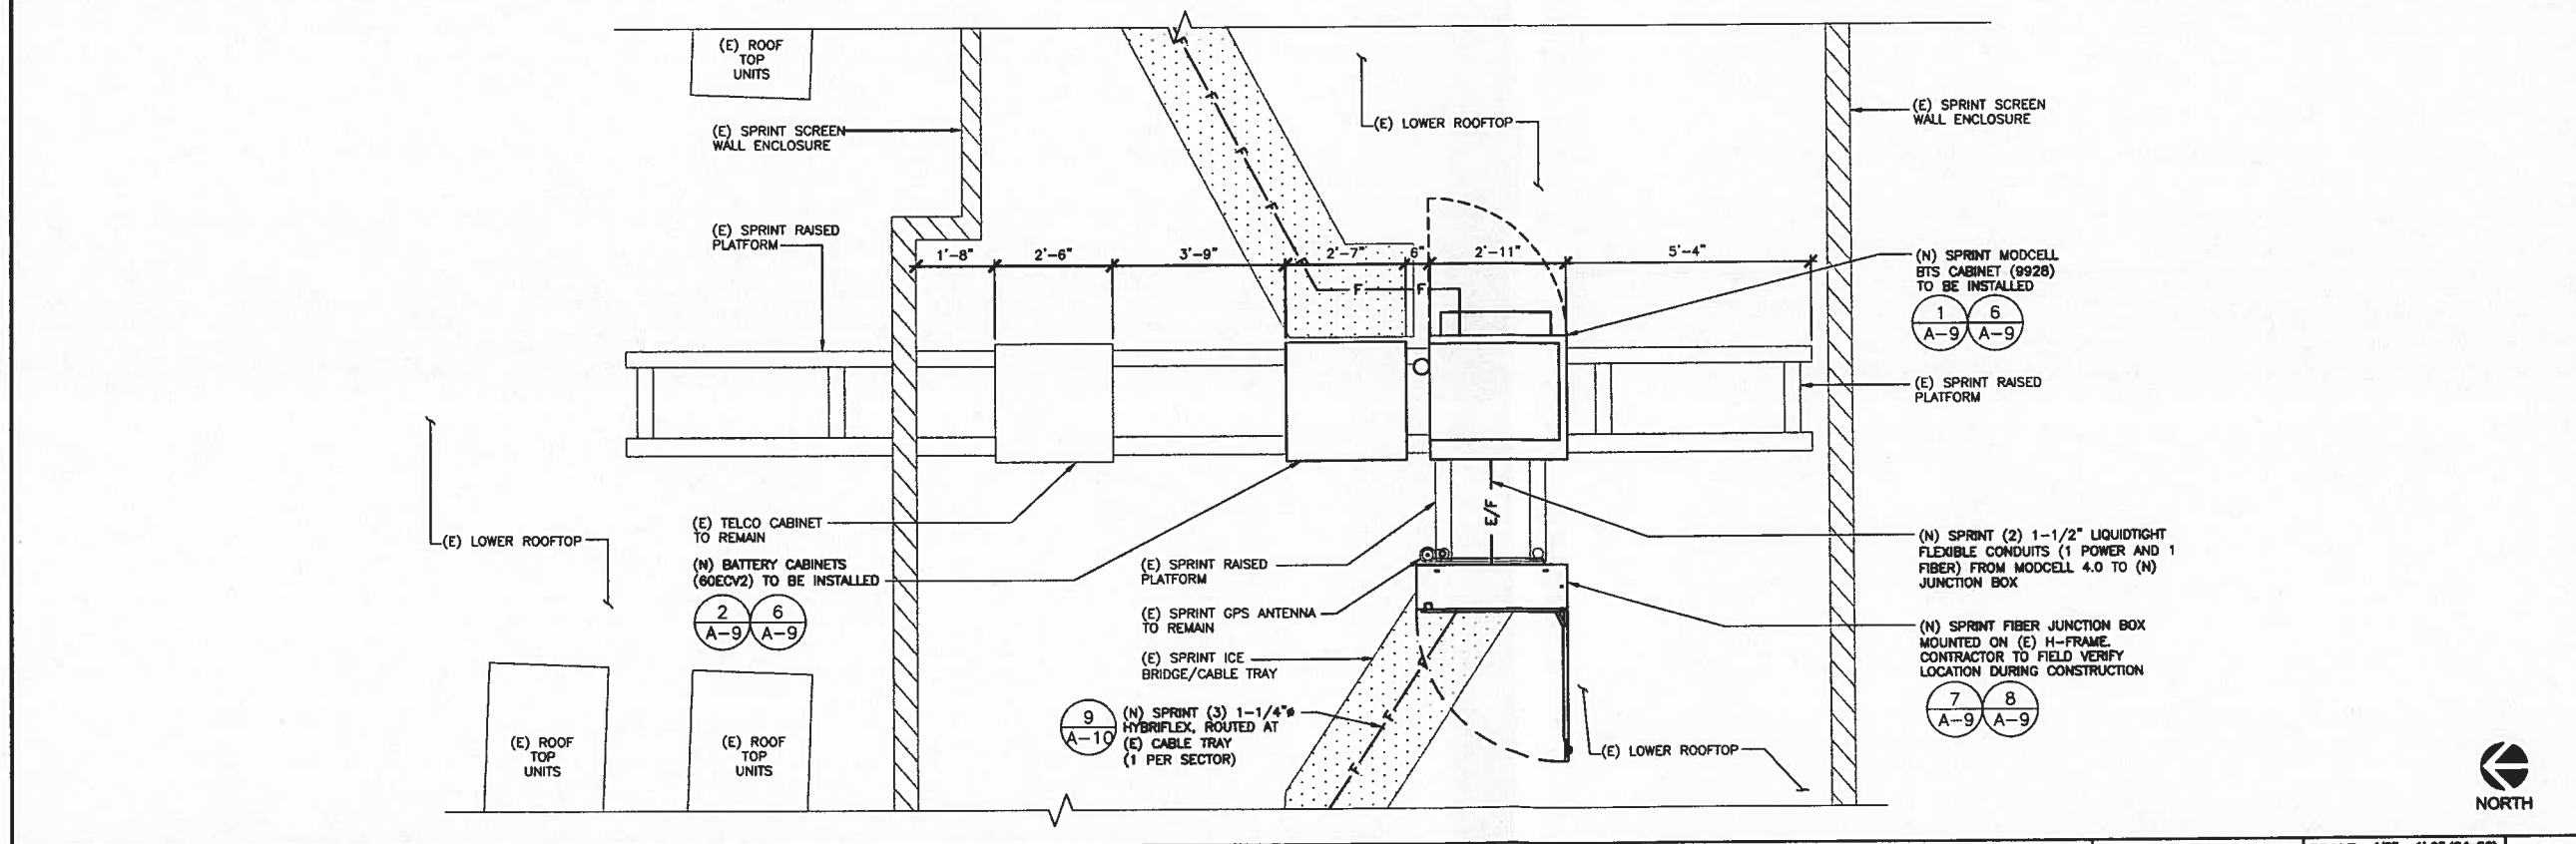 (E) ROOF
TOP
UNITS
(E) SPRINT SCREEN
WALL ENCLOSURE
(E) LOWER ROOFTOP
(E) SPRINT SCREEN
WALL ENCLOSURE
(E) SPRINT RAISED
PLATFORM
1'-8"
2'-6"
3'-9"
2'-7"
6"
2'-11"
5'-4"
(N) SPRINT MODCELL
BTS CABINET (9928)
TO BE INSTALLED
1
A-9
6
A-9
F
F
F
F
F
F
(E) SPRINT RAISED
PLATFORM
(E) LOWER ROOFTOP
(E) TELCO CABINET
TO REMAIN
(N) BATTERY CABINETS
(60ECV2) TO BE INSTALLED
2
A-9
6
A-9
E/F
(E) SPRINT RAISED
PLATFORM
(E) SPRINT GPS ANTENNA
TO REMAIN
(E) SPRINT ICE
BRIDGE/CABLE TRAY
9
A-10
(N) SPRINT (3) 1-1/4"ø
HYBRIFLEX, ROUTED AT
(E) CABLE TRAY
(1 PER SECTOR)
F
F
(N) SPRINT (2) 1-1/2" LIQUIDTIGHT
FLEXIBLE CONDUITS (1 POWER AND 1
FIBER) FROM MODCELL 4.0 TO (N)
JUNCTION BOX
(N) SPRINT FIBER JUNCTION BOX
MOUNTED ON (E) H-FRAME.
CONTRACTOR TO FIELD VERIFY
LOCATION DURING CONSTRUCTION
7
A-9
8
A-9
(E) LOWER ROOFTOP
(E) ROOF
TOP
UNITS
(E) ROOF
TOP
UNITS
NORTH